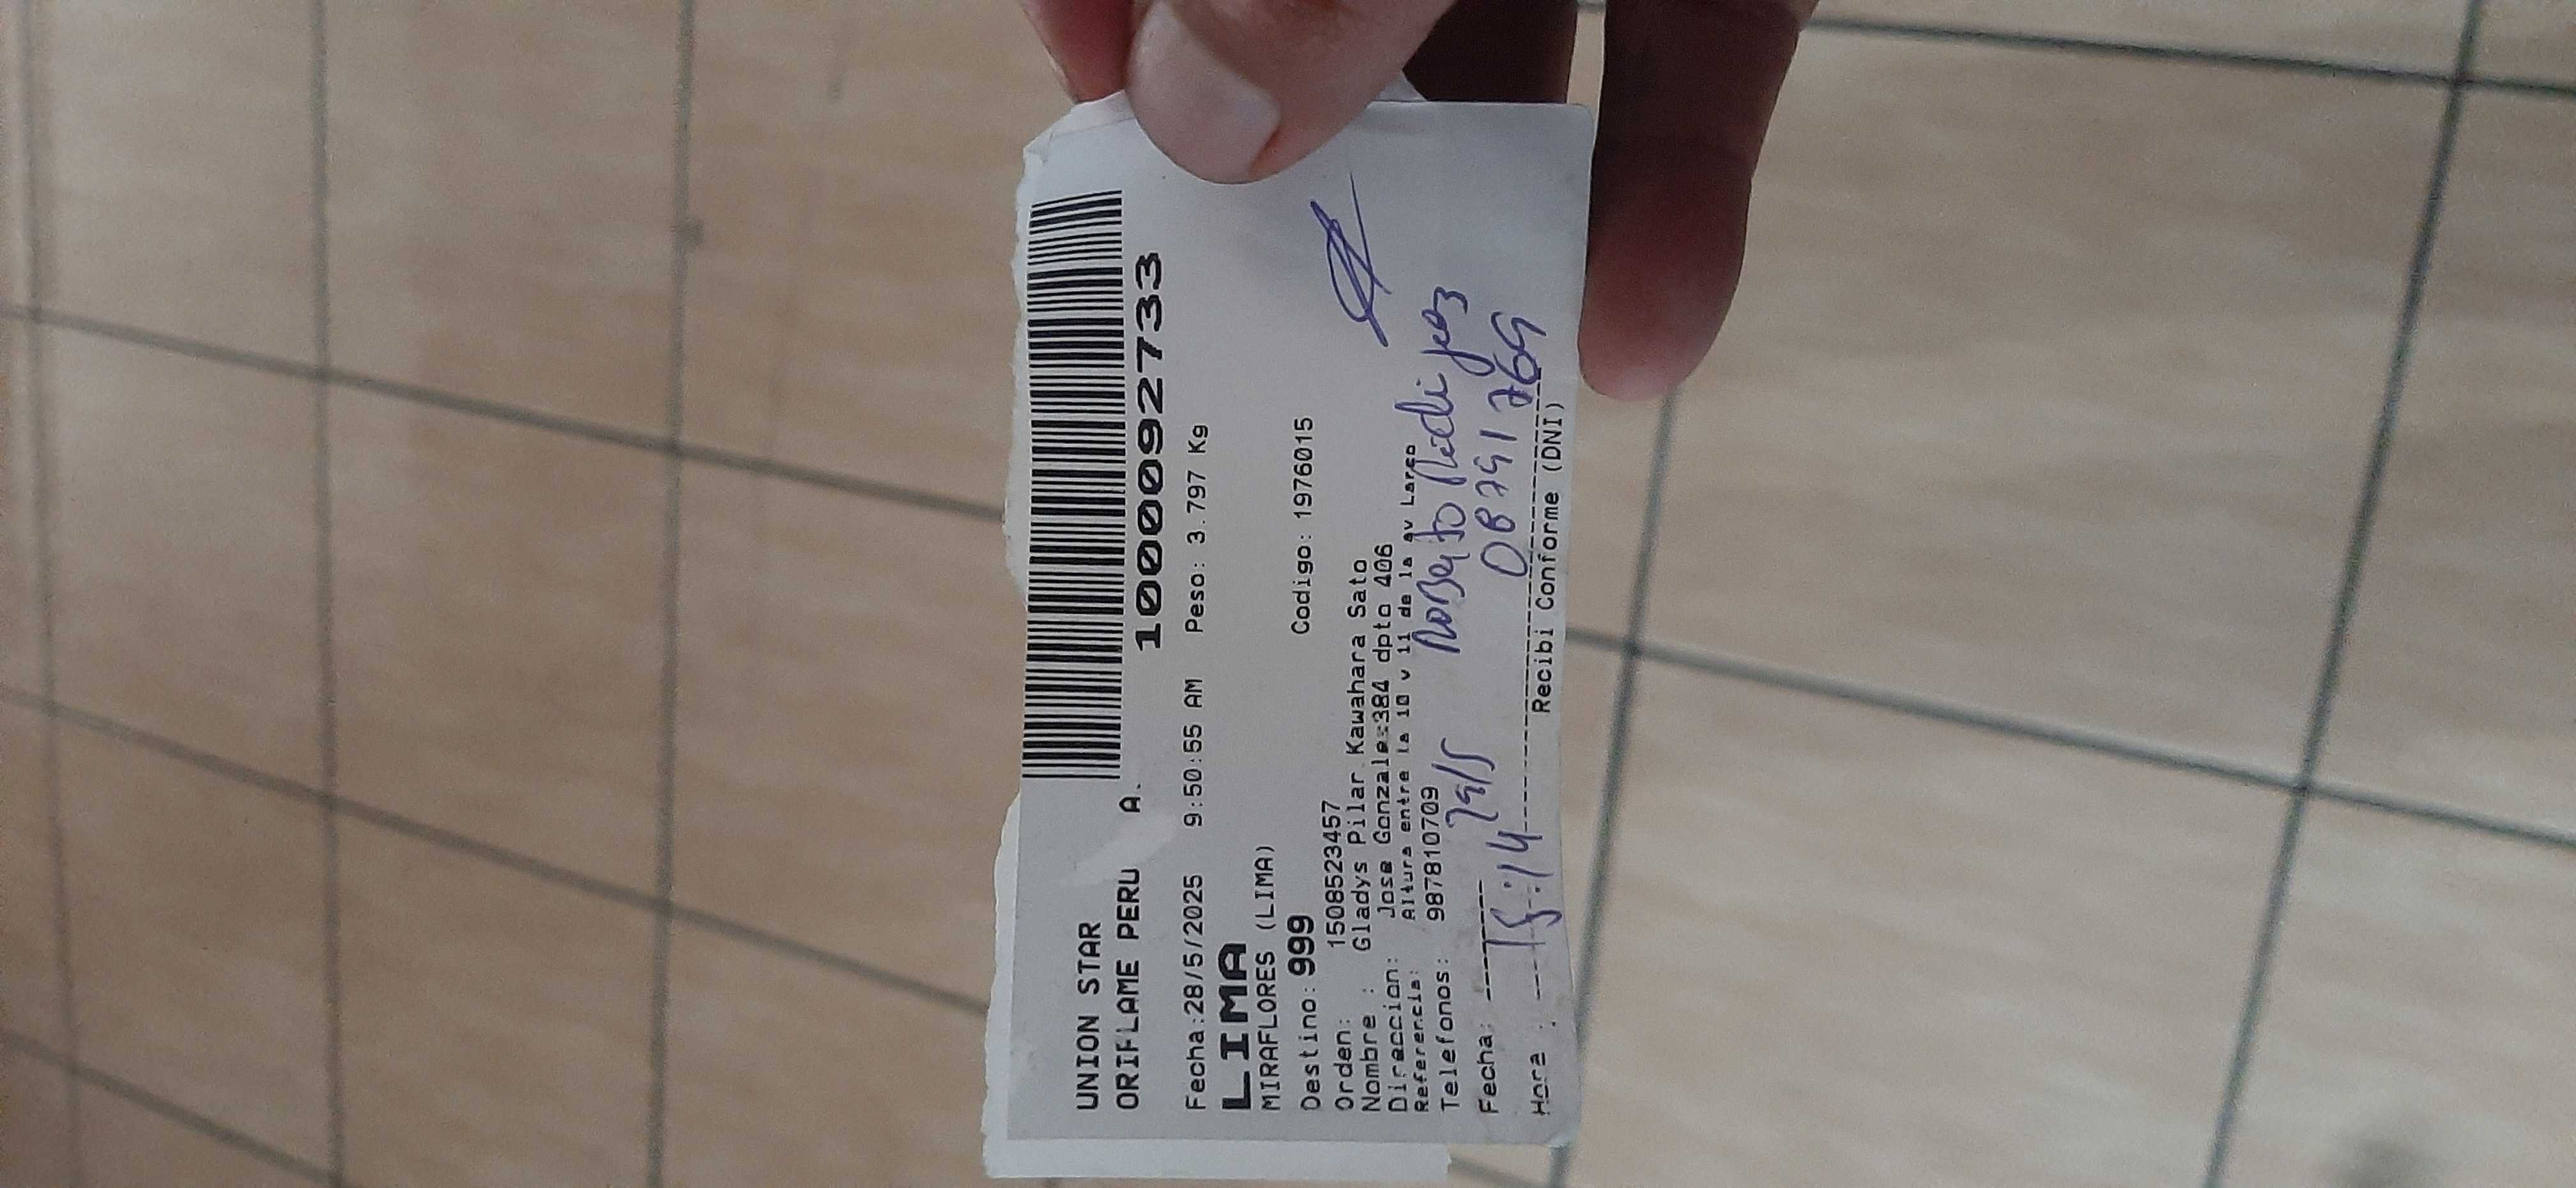 UNION STAR
ORIFLAME PERU A.
1000092733
Fecha:28/5/2025 9:50:55 AM Peso: 3.797 Kg
LIMA
MIRAFLORES (LIMA)
Destino: 999 Codigo: 1976015
Orden: 1508523457
Nombre : Gladys Pilar Kawahara Sato
Direccion: Jose Gonzales 384 dpto 406
Referencia: Altura entre la 10 y 11 de la av Larco
Telefonos: 987810709
Fecha: 29/5
Hora : 15:14
Recibi Conforme (DNI)